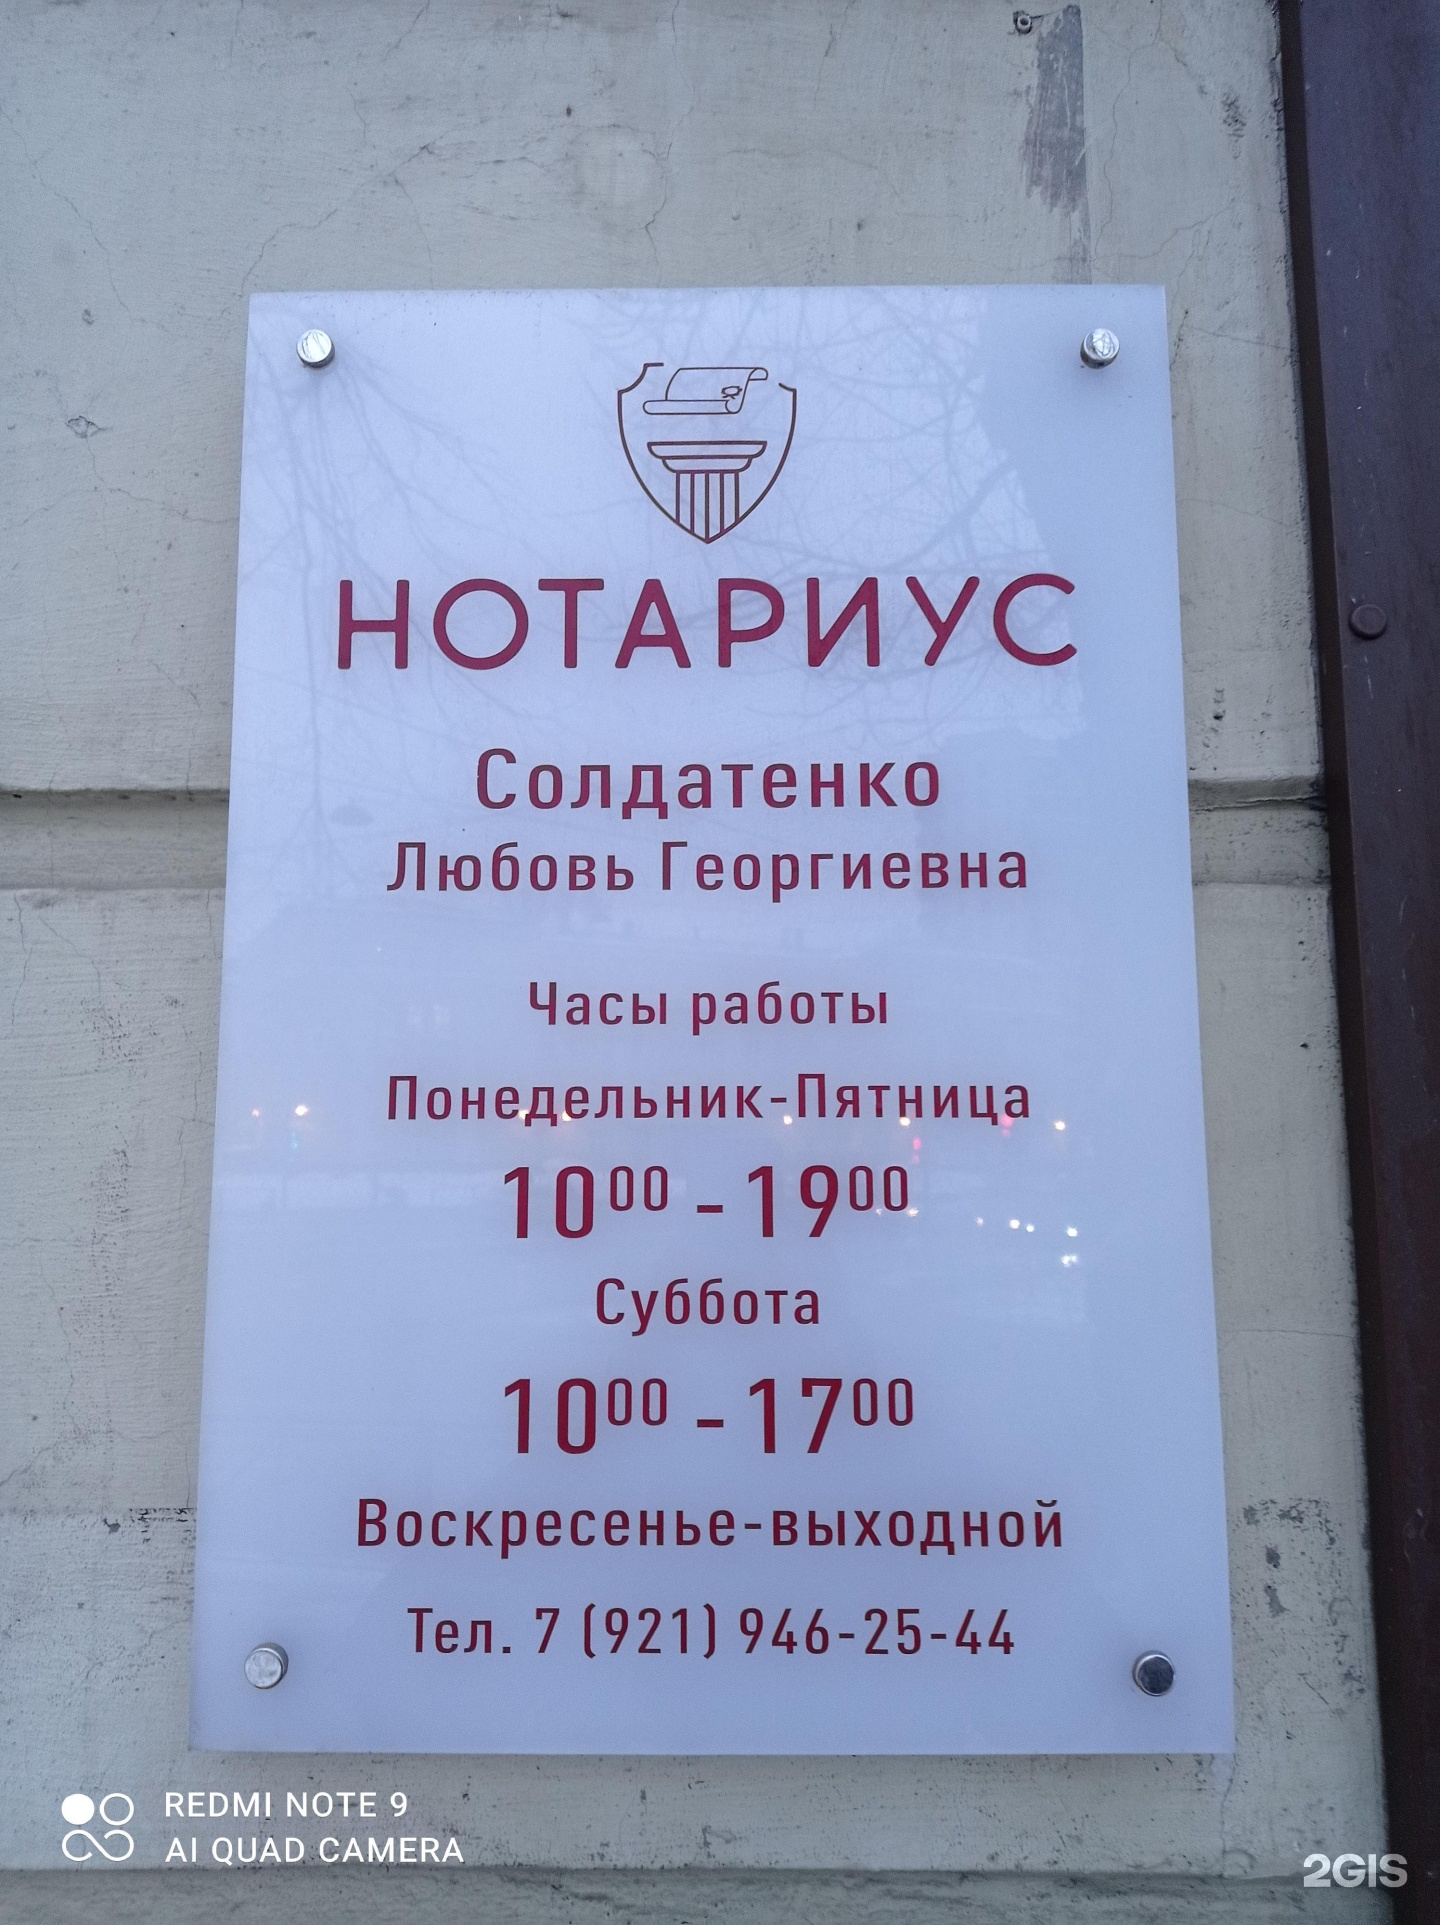 НОТАРИУС
Солдатенко
Любовь Георгиевна
Часы работы
Понедельник-Пятница
10⁰⁰ - 19⁰⁰
Суббота
10⁰⁰ - 17⁰⁰
Воскресенье-выходной
Тел. 7 (921) 946-25-44
REDMI NOTE 9
AI QUAD CAMERA
2GIS